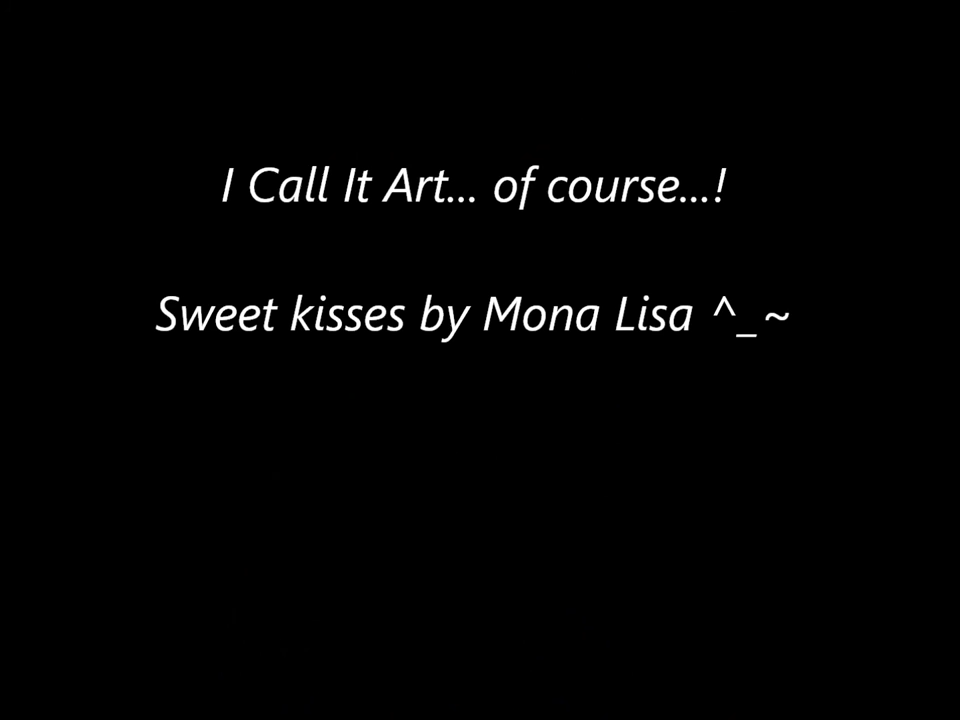 I Call It Art... of course...!
Sweet kisses by Mona Lisa ^_~